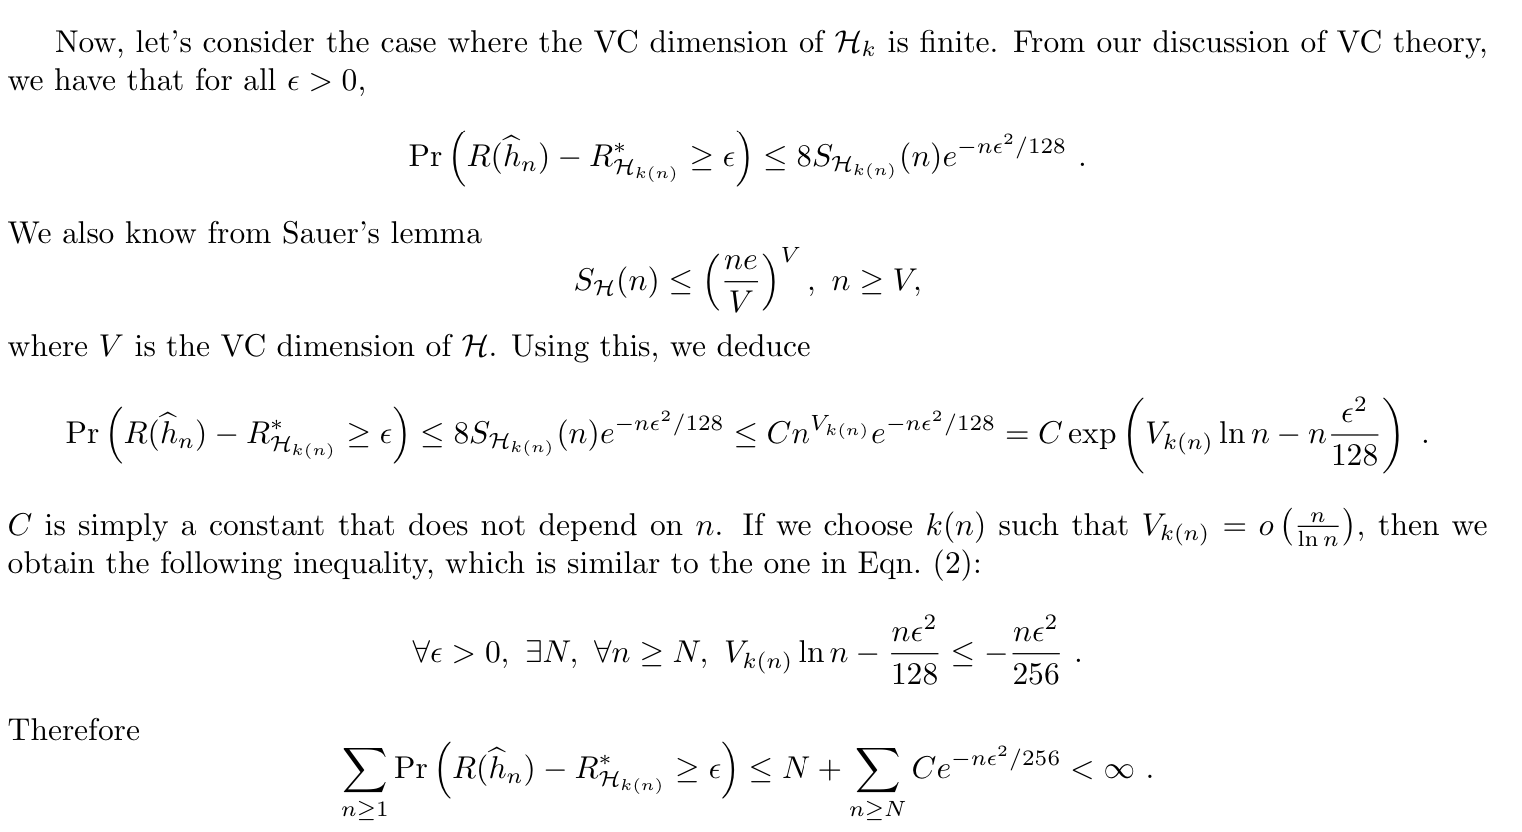 Now, let's consider the case where the VC dimension of $\mathcal{H}_k$ is finite. From our discussion of VC theory,
we have that for all $\epsilon > 0$,
$$\Pr\left(R(\widehat{h}_n) - R^*_{\mathcal{H}_{k(n)}} \geq \epsilon\right) \leq 8S_{\mathcal{H}_{k(n)}}(n)e^{-n\epsilon^2/128} \ .$$
We also know from Sauer's lemma
$$S_{\mathcal{H}}(n) \leq \left(\frac{ne}{V}\right)^V, \ n \geq V,$$
where $V$ is the VC dimension of $\mathcal{H}$. Using this, we deduce
$$\Pr\left(R(\widehat{h}_n) - R^*_{\mathcal{H}_{k(n)}} \geq \epsilon\right) \leq 8S_{\mathcal{H}_{k(n)}}(n)e^{-n\epsilon^2/128} \leq Cn^{V_{k(n)}}e^{-n\epsilon^2/128} = C\exp\left(V_{k(n)}\ln n - n\frac{\epsilon^2}{128}\right) \ .$$
$C$ is simply a constant that does not depend on $n$. If we choose $k(n)$ such that $V_{k(n)} = o\left(\frac{n}{\ln n}\right)$, then we
obtain the following inequality, which is similar to the one in Eqn. (2):
$$\forall \epsilon > 0, \ \exists N, \ \forall n \geq N, \ V_{k(n)}\ln n - \frac{n\epsilon^2}{128} \leq -\frac{n\epsilon^2}{256} \ .$$
Therefore
$$\sum_{n \geq 1}\Pr\left(R(\widehat{h}_n) - R^*_{\mathcal{H}_{k(n)}} \geq \epsilon\right) \leq N + \sum_{n \geq N} Ce^{-n\epsilon^2/256} < \infty \ .$$